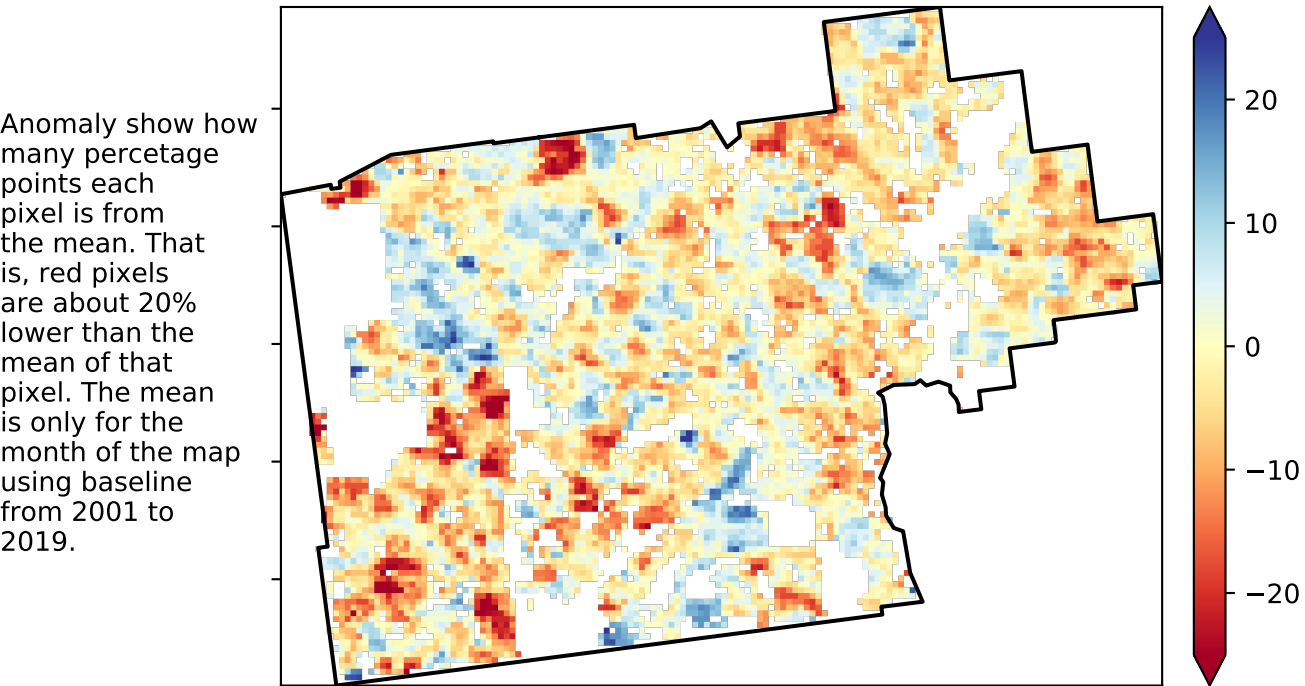 Anomaly show how
many percetage
points each
pixel is from
the mean. That
is, red pixels
are about 20%
lower than the
mean of that
pixel. The mean
is only for the
month of the map
using baseline
from 2001 to
2019.
20
10
0
−10
−20